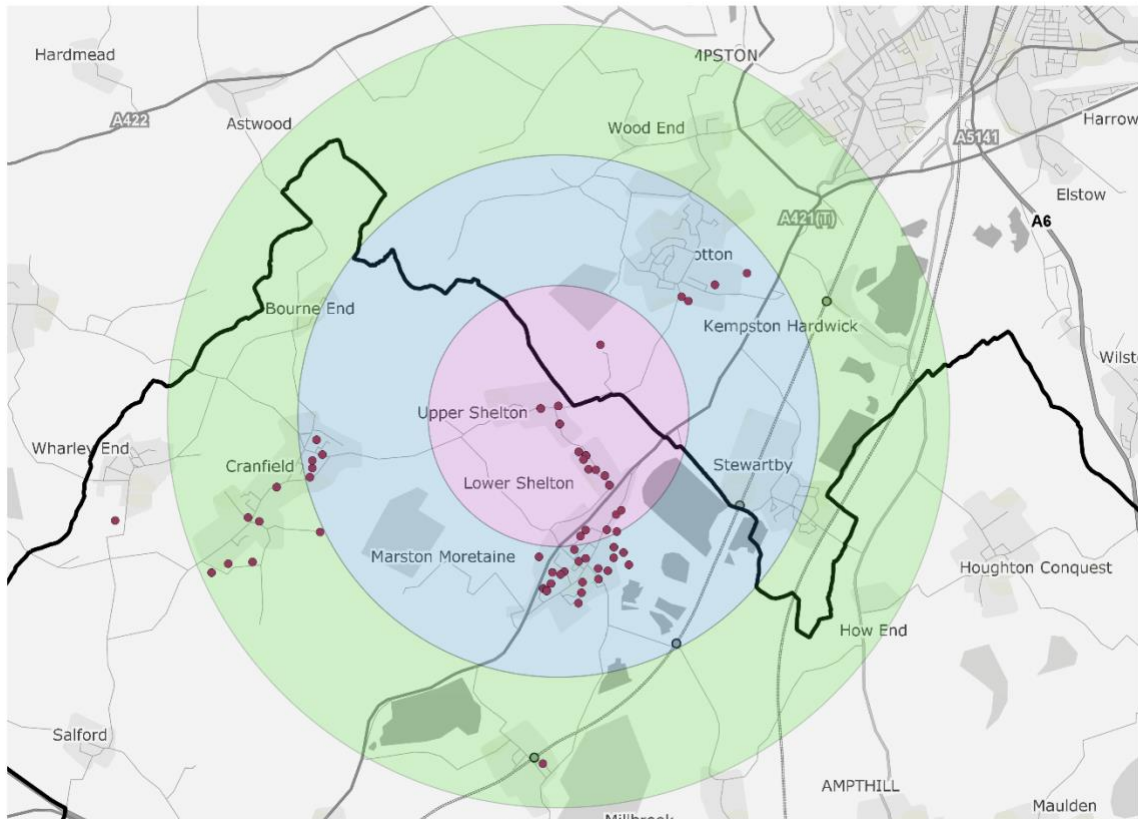 Hardmead
MPSTON
A422
Astwood
Wood End
A5141
Harrow
Elstow
A421(T)
A6
otton
Bourne End
Kempston Hardwick
Wilst
Upper Shelton
Wharley End
Cranfield
Stewartby
Lower Shelton
Marston Moretaine
Houghton Conquest
How End
Salford
AMPTHILL
Maulden
Millbrook